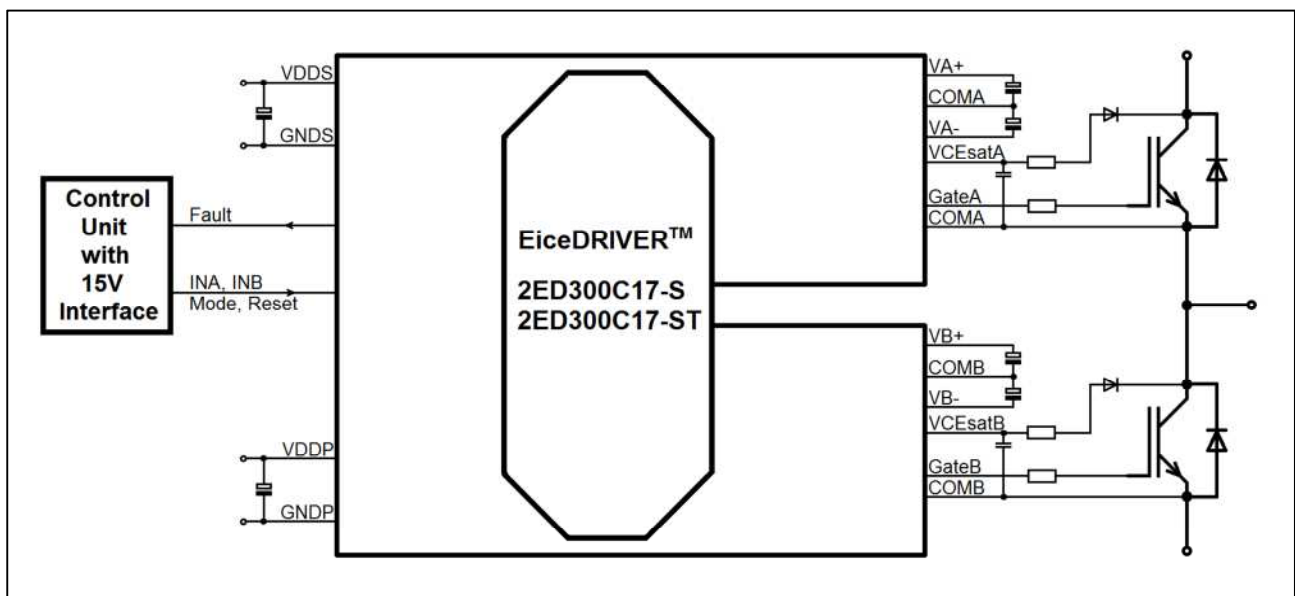 VDDS
GNDS
Control
Unit
with
15V
Interface
Fault
INA, INB
Mode, Reset
VDDP
GNDP
EiceDRIVER™
2ED300C17-S
2ED300C17-ST
VA+
COMA
VA-
VCEsatA
GateA
COMA
VB+
COMB
VB-
VCEsatB
GateB
COMB